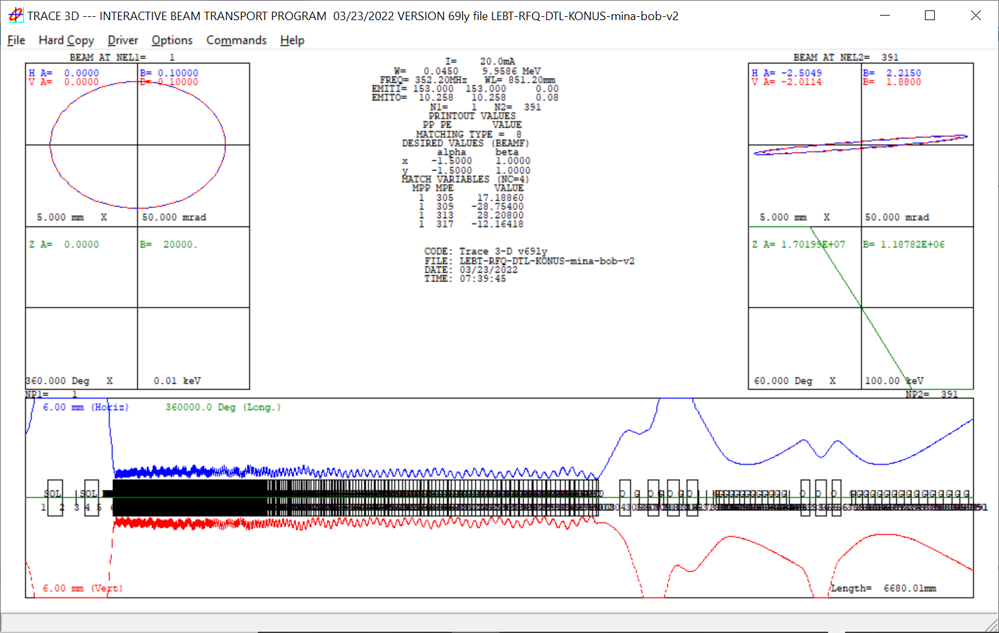 TRACE 3D --- INTERACTIVE BEAM TRANSPORT PROGRAM 03/23/2022 VERSION 69ly file LEBT-RFQ-DTL-KONUS-mina-bob-v2
File Hard Copy Driver Options Commands Help
BEAM AT NEL1= 1
H A= 0.0000 B= 0.10000
V A= 0.0000 B= 0.10000
5.000 mm X 50.000 mrad
Z A= 0.0000 B= 20000.
360.000 Deg X 0.01 keV
I= 20.0mA
W= 0.0450 9.9586 MeV
FREQ= 352.20MHz WL= 851.20mm
EMITI= 153.000 153.000 0.00
EMITO= 10.258 10.258 0.08
N1= 1 N2= 391
PRINTOUT VALUES
PP PE VALUE
MATCHING TYPE = 8
DESIRED VALUES (BEAMF)
alpha beta
x -1.5000 1.0000
y -1.5000 1.0000
MATCH VARIABLES (NC=4)
MPP MPE VALUE
1 305 17.18860
1 309 -28.75400
1 313 28.20800
1 317 -12.16418
CODE: Trace 3-D v69ly
FILE: LEBT-RFQ-DTL-KONUS-mina-bob-v2
DATE: 03/23/2022
TIME: 07:39:45
BEAM AT NEL2= 391
H A= -2.5049 B= 2.2150
V A= -2.0114 B= 1.8800
5.000 mm X 50.000 mrad
Z A= 1.70199E+07 B= 1.18782E+06
60.000 Deg X 100.00 keV
NP1= 1
NP2= 391
6.00 mm (Horiz) 360000.0 Deg (Long.)
SOL SOL
1 2 3 4 5
6.00 mm (Vert)
Length= 6680.01mm